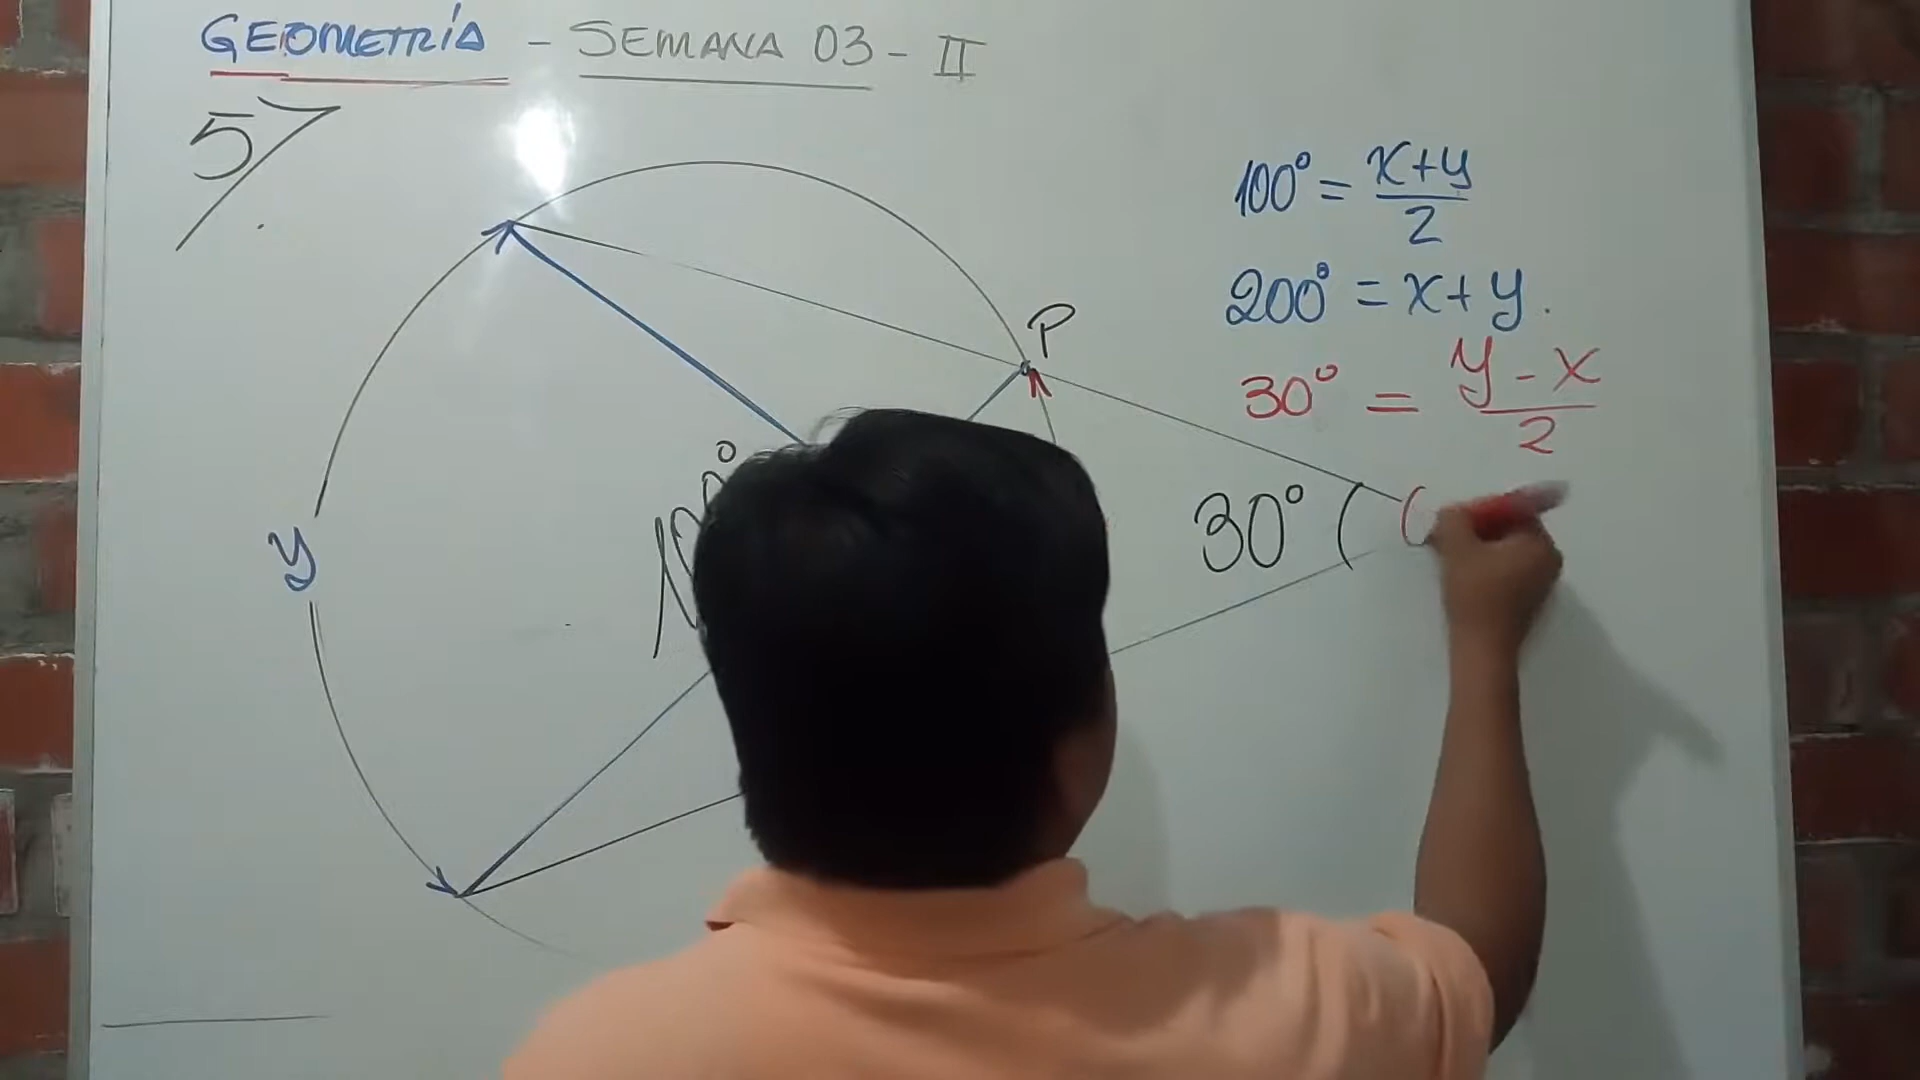 GEOMETRÍA - SEMANA 03 - II
57
100° = x+y/2
200° = x+y.
P
30° = y-x/2
30°
y